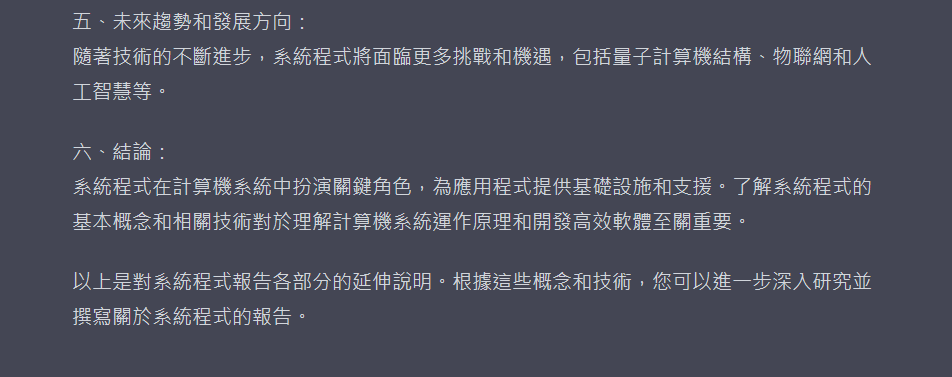 五、未來趨勢和發展方向：
隨著技術的不斷進步，系統程式將面臨更多挑戰和機遇，包括量子計算機結構、物聯網和人
工智慧等。
六、結論：
系統程式在計算機系統中扮演關鍵角色，為應用程式提供基礎設施和支援。了解系統程式的
基本概念和相關技術對於理解計算機系統運作原理和開發高效軟體至關重要。
以上是對系統程式報告各部分的延伸說明。根據這些概念和技術，您可以進一步深入研究並
撰寫關於系統程式的報告。